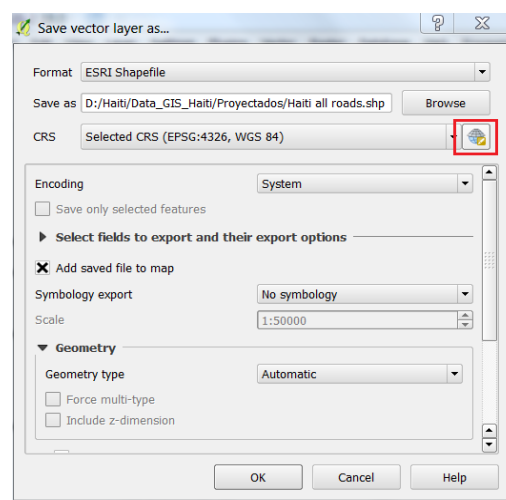 Save vector layer as...
Format ESRI Shapefile
Save as D:/Haiti/Data_GIS_Haiti/Proyectados/Haiti all roads.shp Browse
CRS Selected CRS (EPSG:4326, WGS 84)
Encoding System
Save only selected features
Select fields to export and their export options
Add saved file to map
Symbology export No symbology
Scale 1:50000
Geometry
Geometry type Automatic
Force multi-type
Include z-dimension
OK Cancel Help